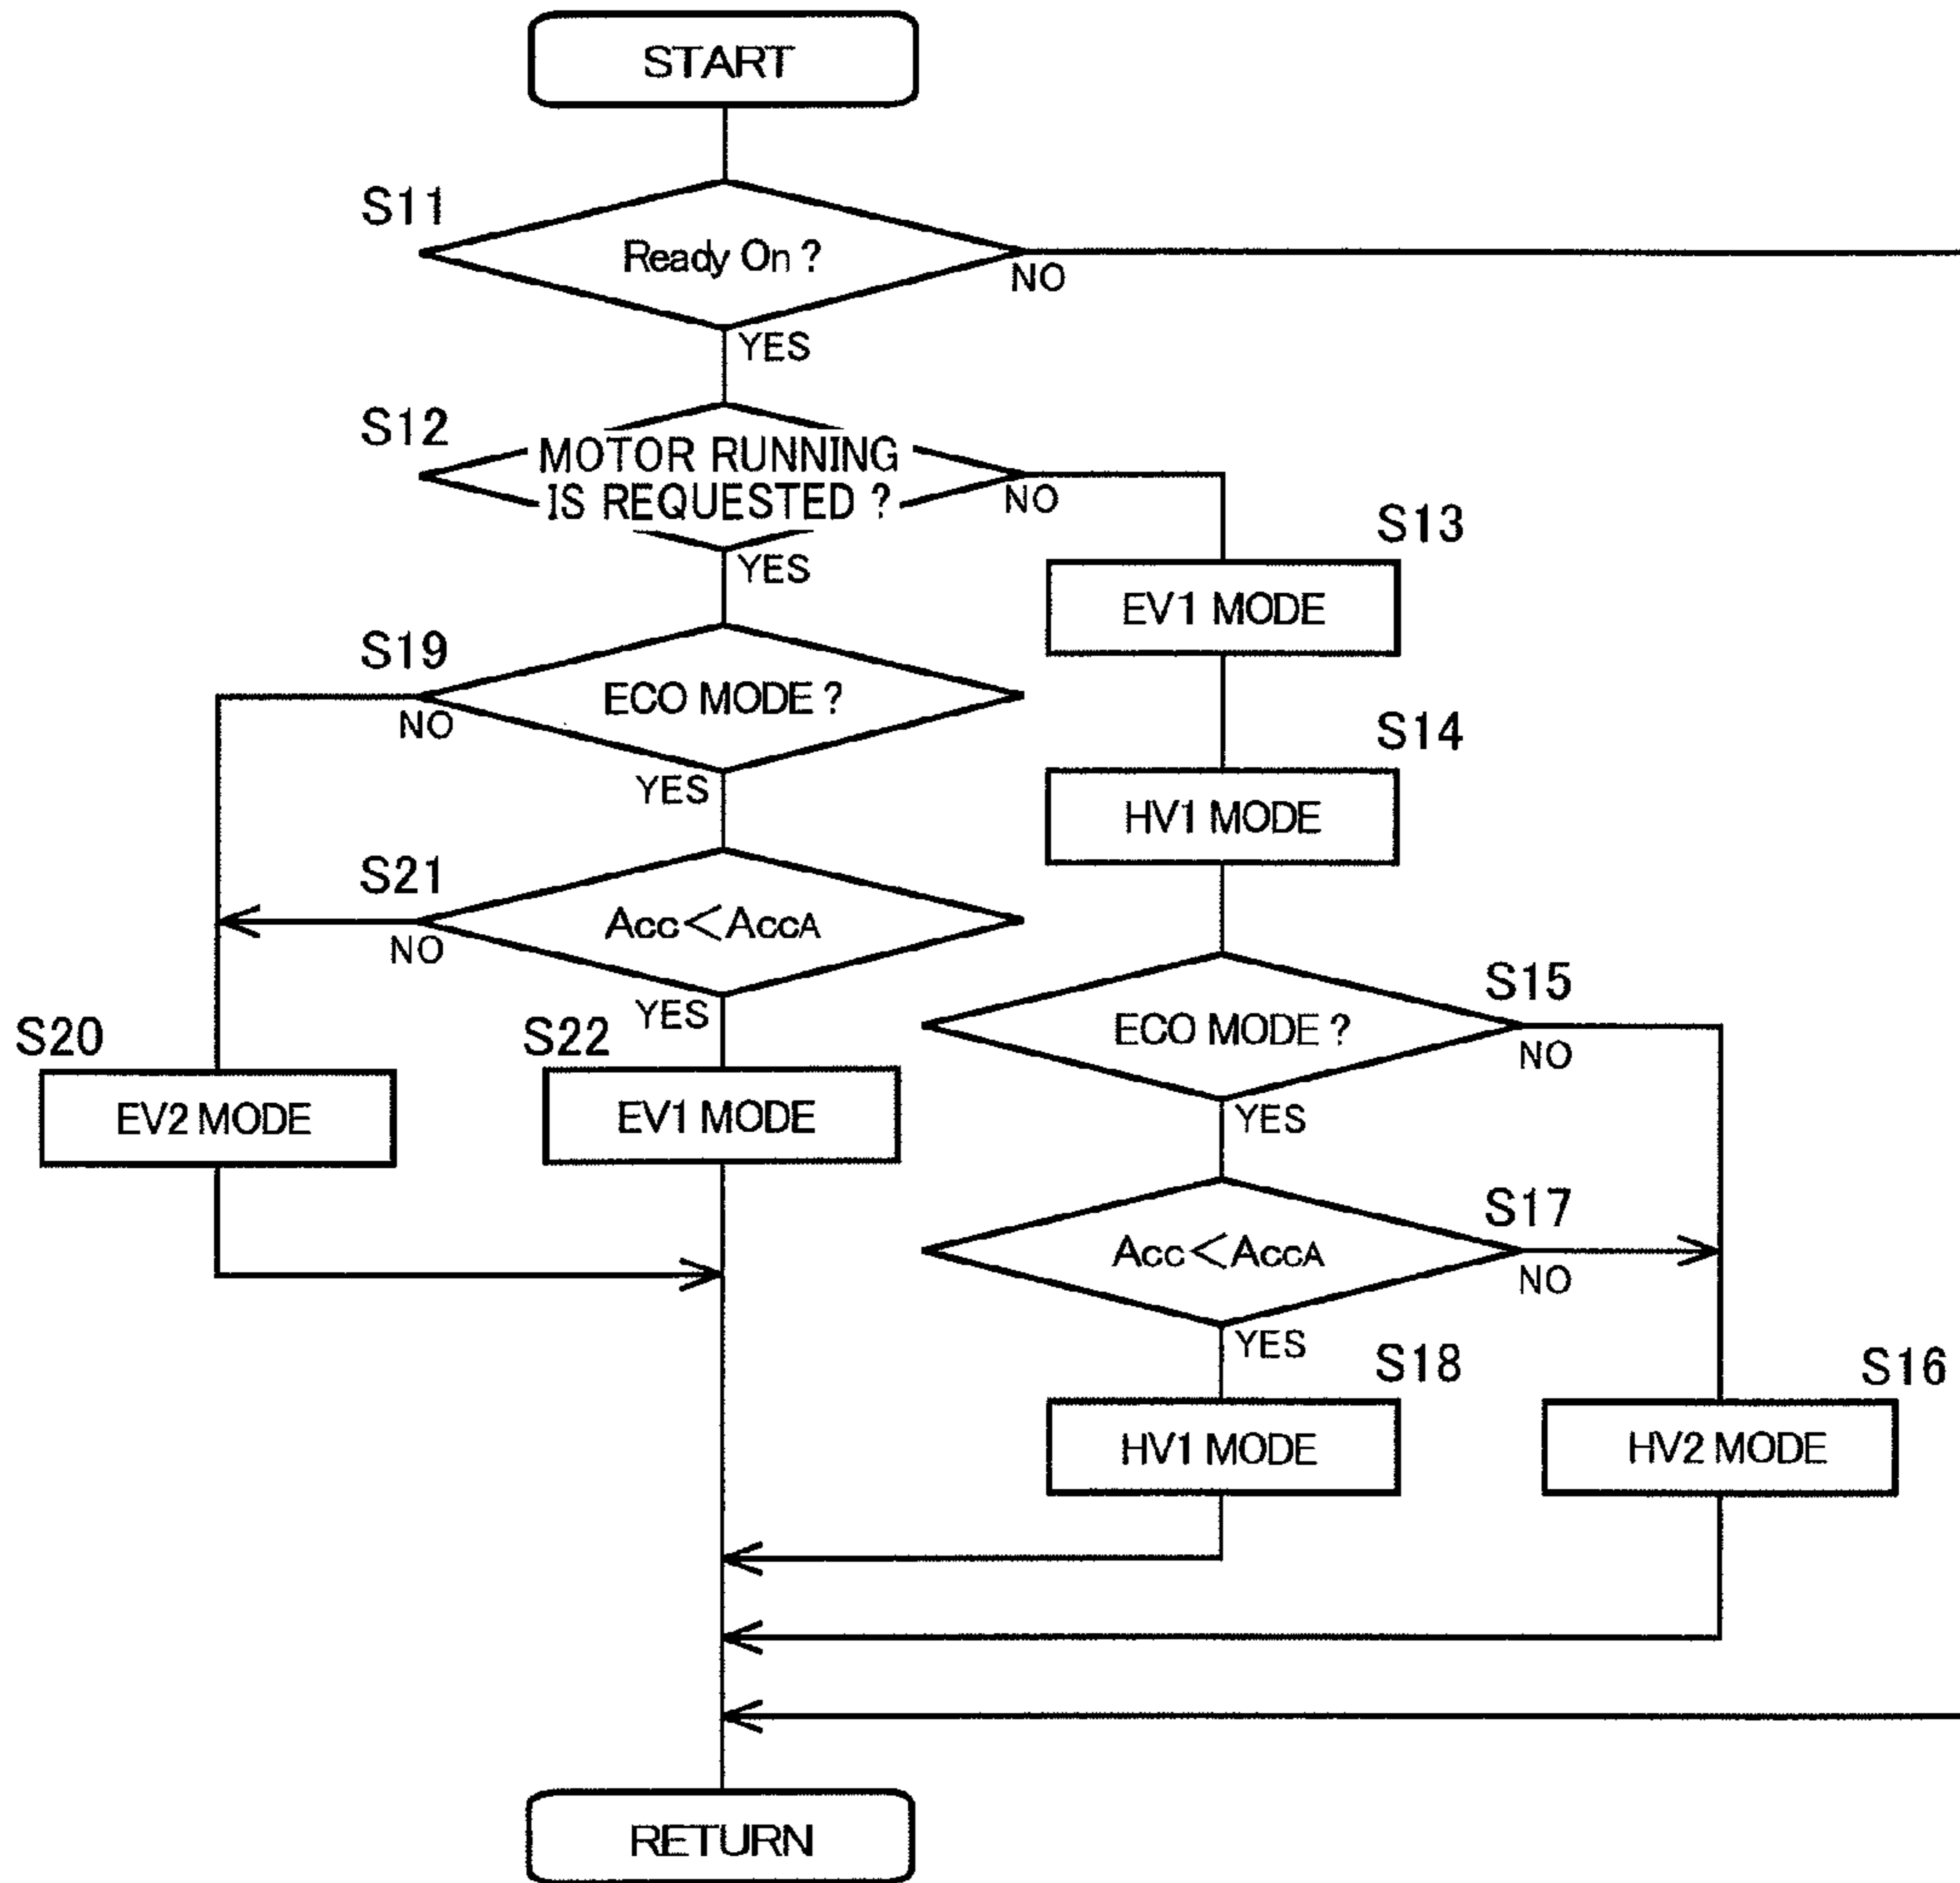 START
S11
Ready On ?
NO
YES
S12
MOTOR RUNNING
IS REQUESTED ?
NO
YES
S13
EV1 MODE
S19
ECO MODE ?
NO
YES
S14
HV1 MODE
S21
Acc<AccA
NO
YES
S15
ECO MODE ?
NO
YES
S20
EV2 MODE
S22
EV1 MODE
S17
Acc<AccA
NO
YES
S18
HV1 MODE
S16
HV2 MODE
RETURN